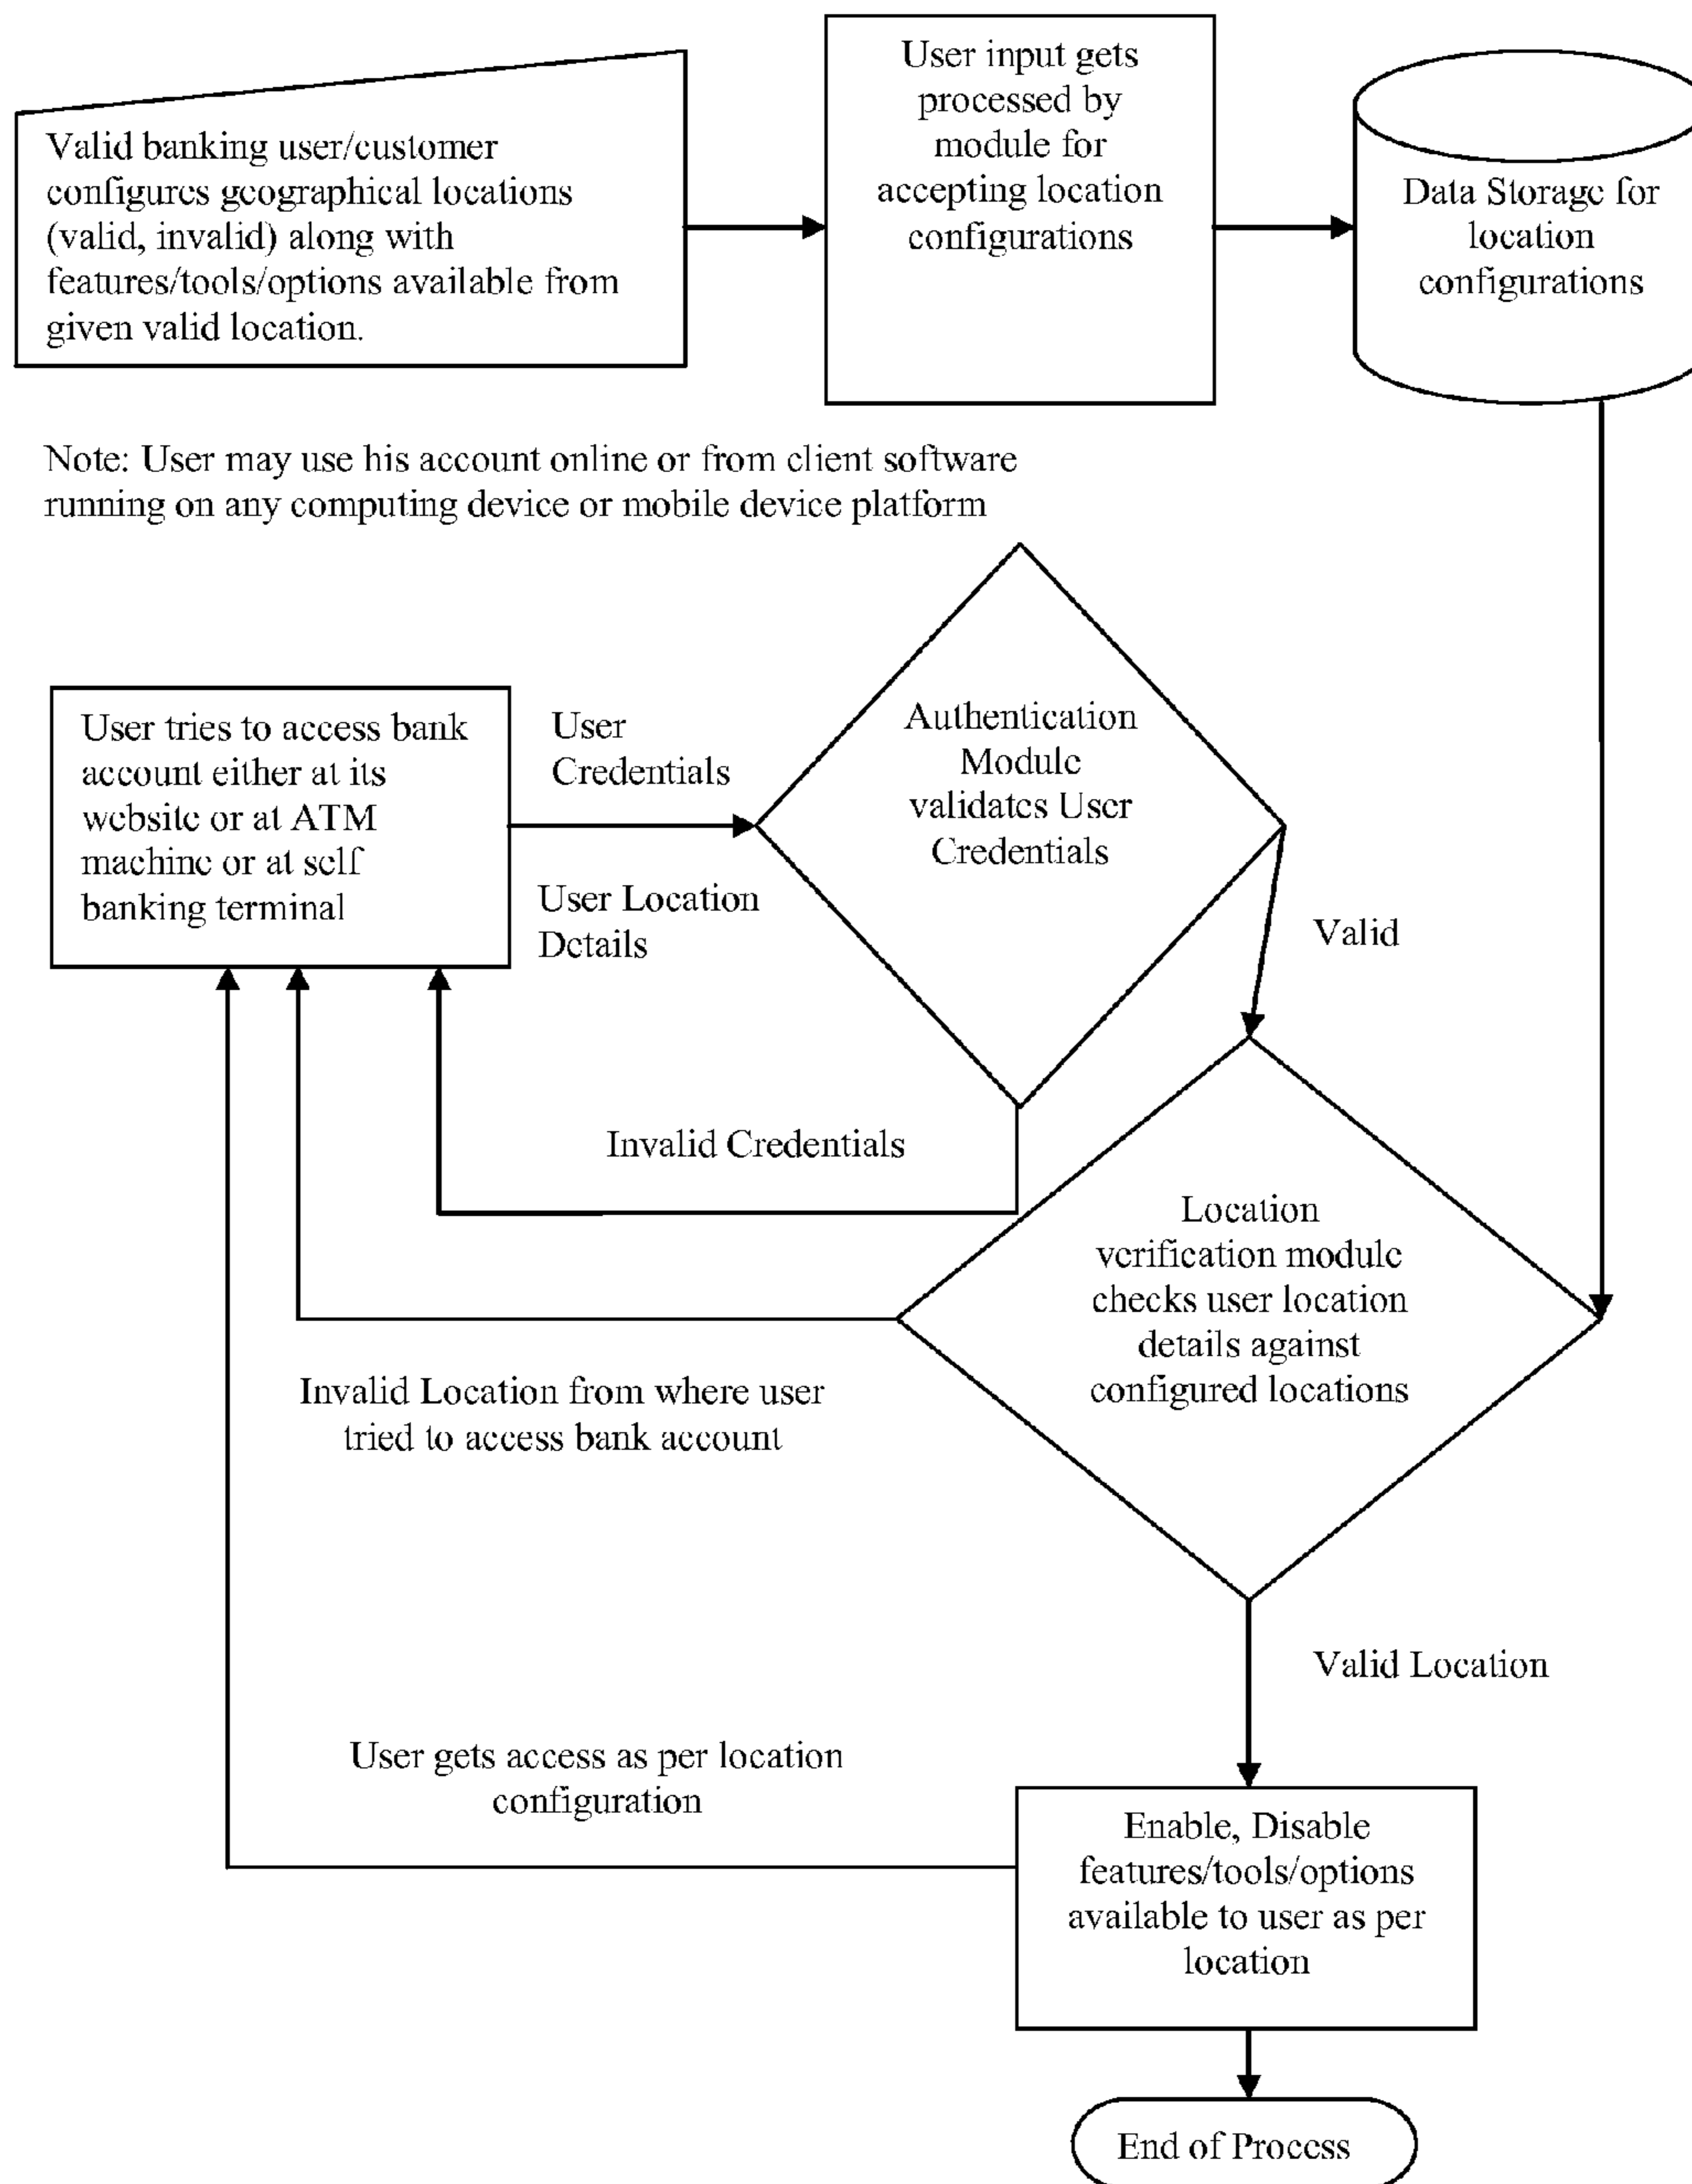 Valid banking user/customer
configures geographical locations
(valid, invalid) along with
features/tools/options available from
given valid location.
User input gets
processed by
module for
accepting location
configurations
Data Storage for
location
configurations
Note: User may use his account online or from client software
running on any computing device or mobile device platform
User tries to access bank
account either at its
website or at ATM
machine or at self
banking terminal
User
Credentials
User Location
Details
Authentication
Module
validates User
Credentials
Valid
Invalid Credentials
Location
verification module
checks user location
details against
configured locations
Invalid Location from where user
tried to access bank account
Valid Location
User gets access as per location
configuration
Enable, Disable
features/tools/options
available to user as per
location
End of Process